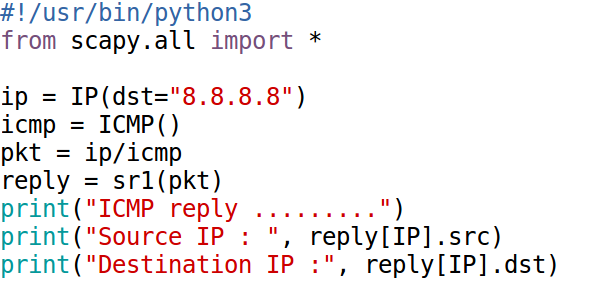 #!/usr/bin/python3
from scapy.all import *
ip = IP(dst="8.8.8.8")
icmp = ICMP()
pkt = ip/icmp
reply = sr1(pkt)
print("ICMP reply .........")
print("Source IP : ", reply[IP].src)
print("Destination IP :", reply[IP].dst)